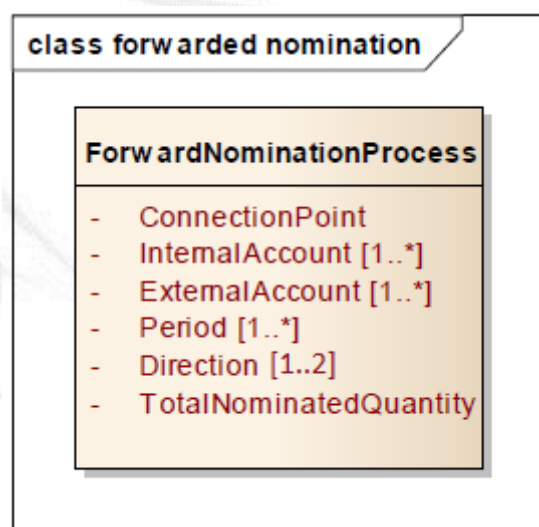 class forwarded nomination
ForwardNominationProcess
- ConnectionPoint
- InternalAccount [1..*]
- ExternalAccount [1..*]
- Period [1..*]
- Direction [1..2]
- TotalNominatedQuantity